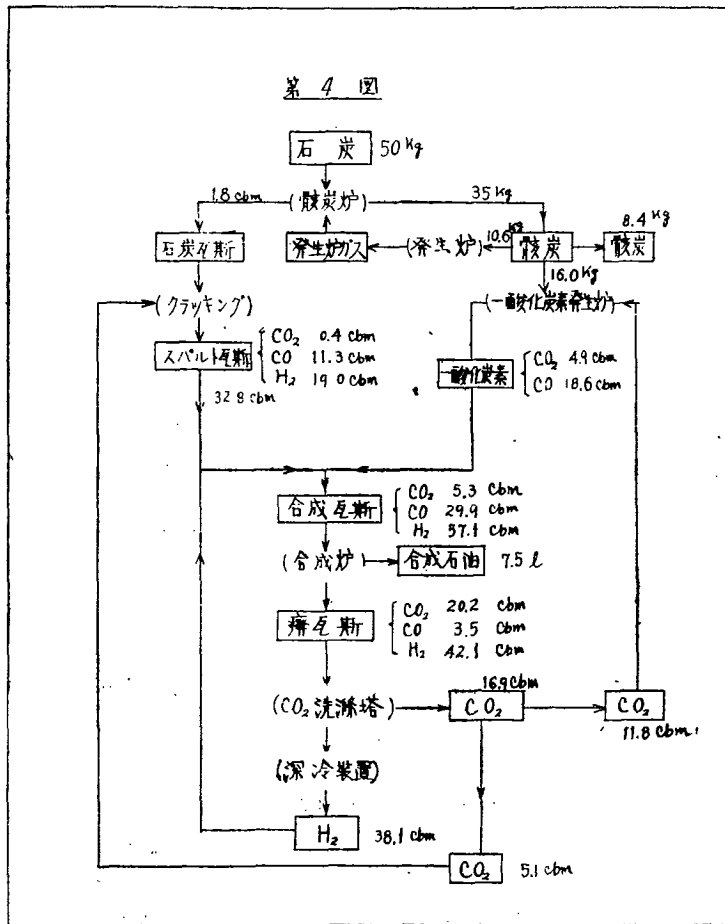 第 4 図
石 炭 50 Kg
1.8 cbm (骸炭炉) 35 Kg
石炭瓦斯 発生炉ガス (発生炉) 10.6 Kg 骸炭 8.4 Kg 骸炭
16.0 Kg
(クラッキング) (一酸化炭素発生炉)
スパルト瓦斯 CO₂ 0.4 cbm
CO 11.3 cbm
H₂ 19.0 cbm
32.8 cbm
一酸化炭素 CO₂ 4.9 cbm
CO 18.6 cbm
合成瓦斯 CO₂ 5.3 cbm
CO 29.9 cbm
H₂ 57.1 cbm
(合成炉) 合成石油 7.5 l
瓦斯 CO₂ 20.2 cbm
CO 3.5 cbm
H₂ 42.1 cbm
(CO₂ 洗滌塔) 16.9 cbm CO₂ CO₂
11.8 cbm
(深冷装置)
H₂ 38.1 cbm
CO₂ 5.1 cbm